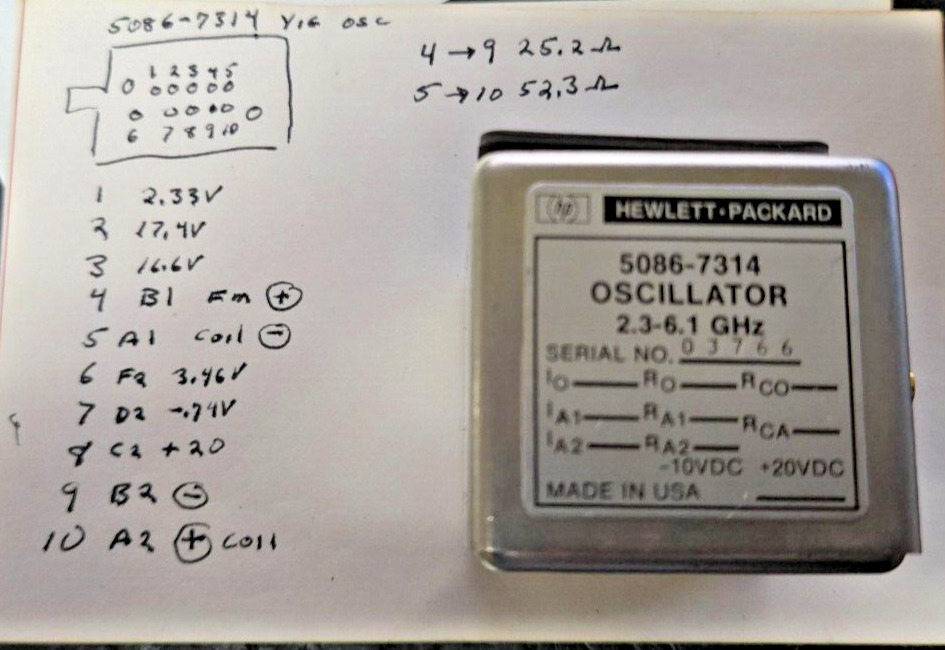 5086-7314 YIG OSC
1 2 3 4 5
6 7 8 9 10
4 → 9 25.2 Ω
5 → 10 52.3 Ω
1 2.33V
2 17.4V
3 16.6V
4 B1 Fm +
5 A1 coil -
6 F2 3.46V
7 D2 -.74V
8 C2 +20
9 B2 -
10 A2 + coil
hp HEWLETT•PACKARD
5086-7314
OSCILLATOR
2.3-6.1 GHz
SERIAL NO. 03766
IO RO RCO
IA1 RA1 RCA
IA2 RA2
-10VDC +20VDC
MADE IN USA